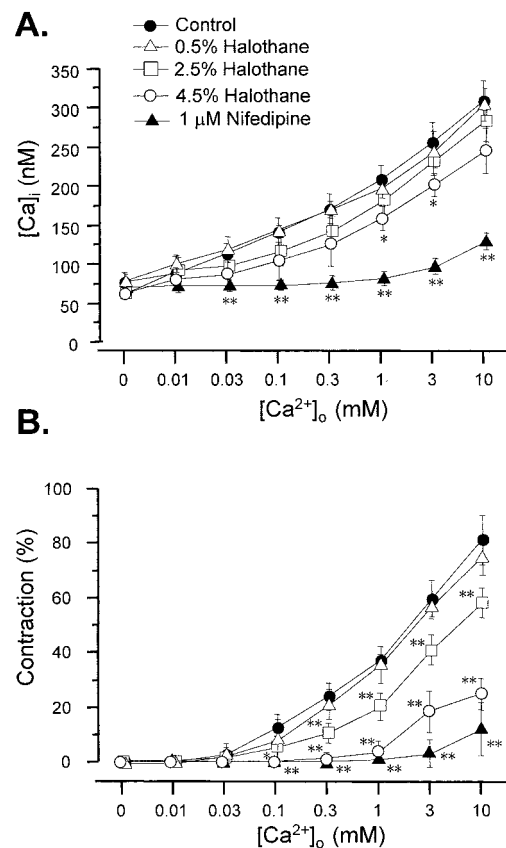 A.
Control
0.5% Halothane
2.5% Halothane
4.5% Halothane
1 μM Nifedipine
[Ca]i (nM)
350
300
250
200
150
100
50
0
*
*
** ** ** ** ** **
0 0.01 0.03 0.1 0.3 1 3 10
[Ca2+]o (mM)
B.
Contraction (%)
100
80
60
40
20
0
**
**
**
**
**
**
**
**
*
**
**
**
**
**
0 0.01 0.03 0.1 0.3 1 3 10
[Ca2+]o (mM)